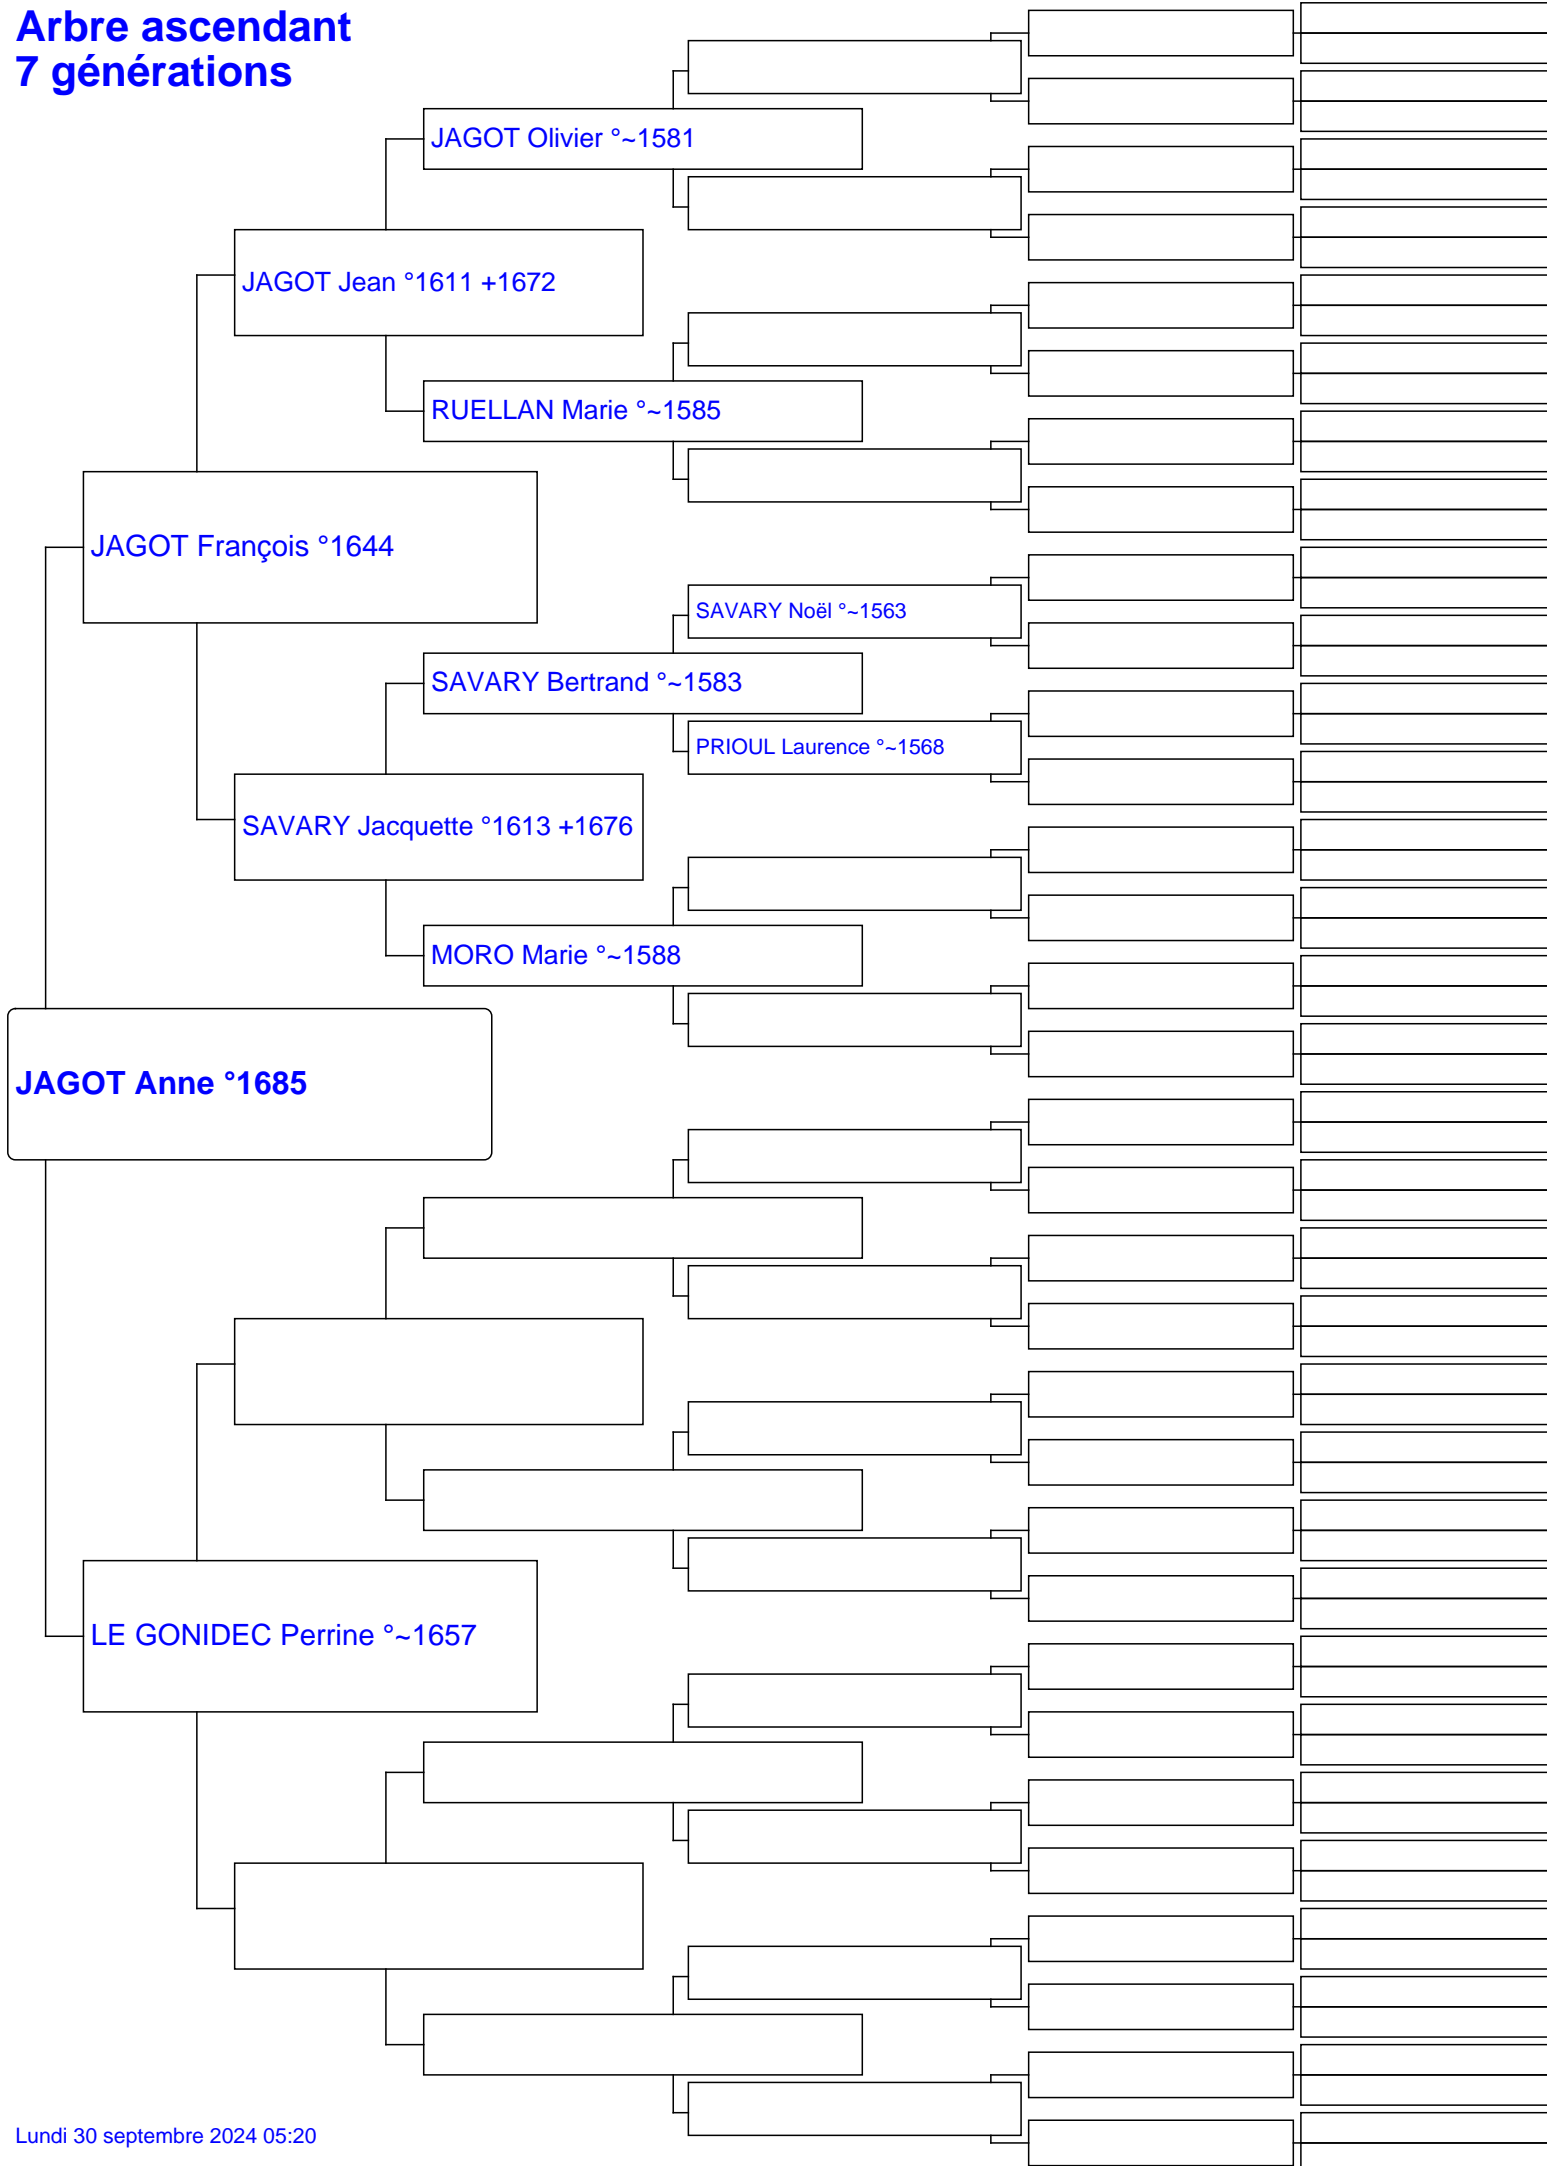 Arbre ascendant
7 générations
JAGOT Olivier °~1581
JAGOT Jean °1611 +1672
RUELLAN Marie °~1585
JAGOT François °1644
SAVARY Noël °~1563
SAVARY Bertrand °~1583
PRIOUL Laurence °~1568
SAVARY Jacquette °1613 +1676
MORO Marie °~1588
JAGOT Anne °1685
LE GONIDEC Perrine °~1657
Lundi 30 septembre 2024 05:20